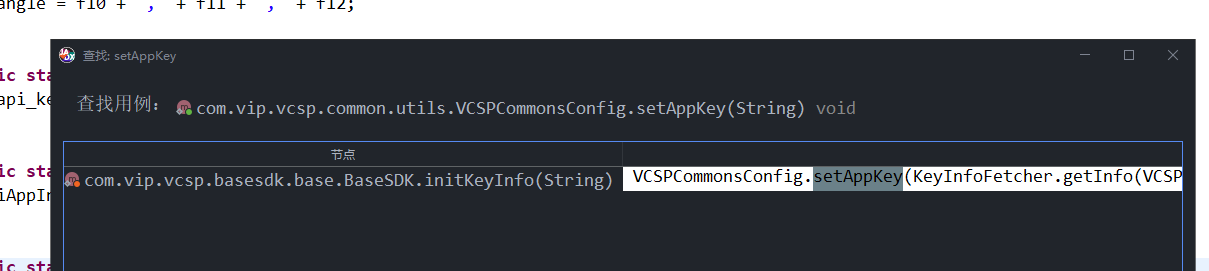 angle = f10 + "," + f11 + "," + f12;
查找: setAppKey
ic sta
api_ke
查找用例: com.vip.vcsp.common.utils.VCSPCommonsConfig.setAppKey(String) void
节点
ic sta
com.vip.vcsp.basesdk.base.BaseSDK.initKeyInfo(String) VCSPCommonsConfig.setAppKey(KeyInfoFetcher.getInfo(VCSP
iAppIn
ic sta